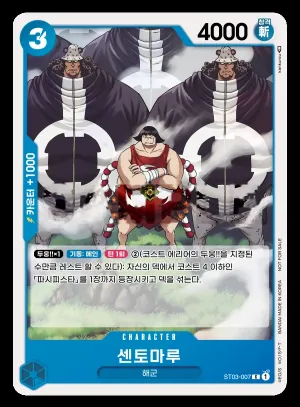 3
4000
참격
斬
카운터 +1000
두웅!!×1 기동: 메인 턴 1회 ②(코스트 에리어의 두웅!!을 지정된
수만큼 레스트 할 수 있다): 자신의 덱에서 코스트 4 이하인
「파시피스타」를 1장까지 등장시키고 덱을 섞는다.
CHARACTER
센토마루
해군
ST03-007 C 1